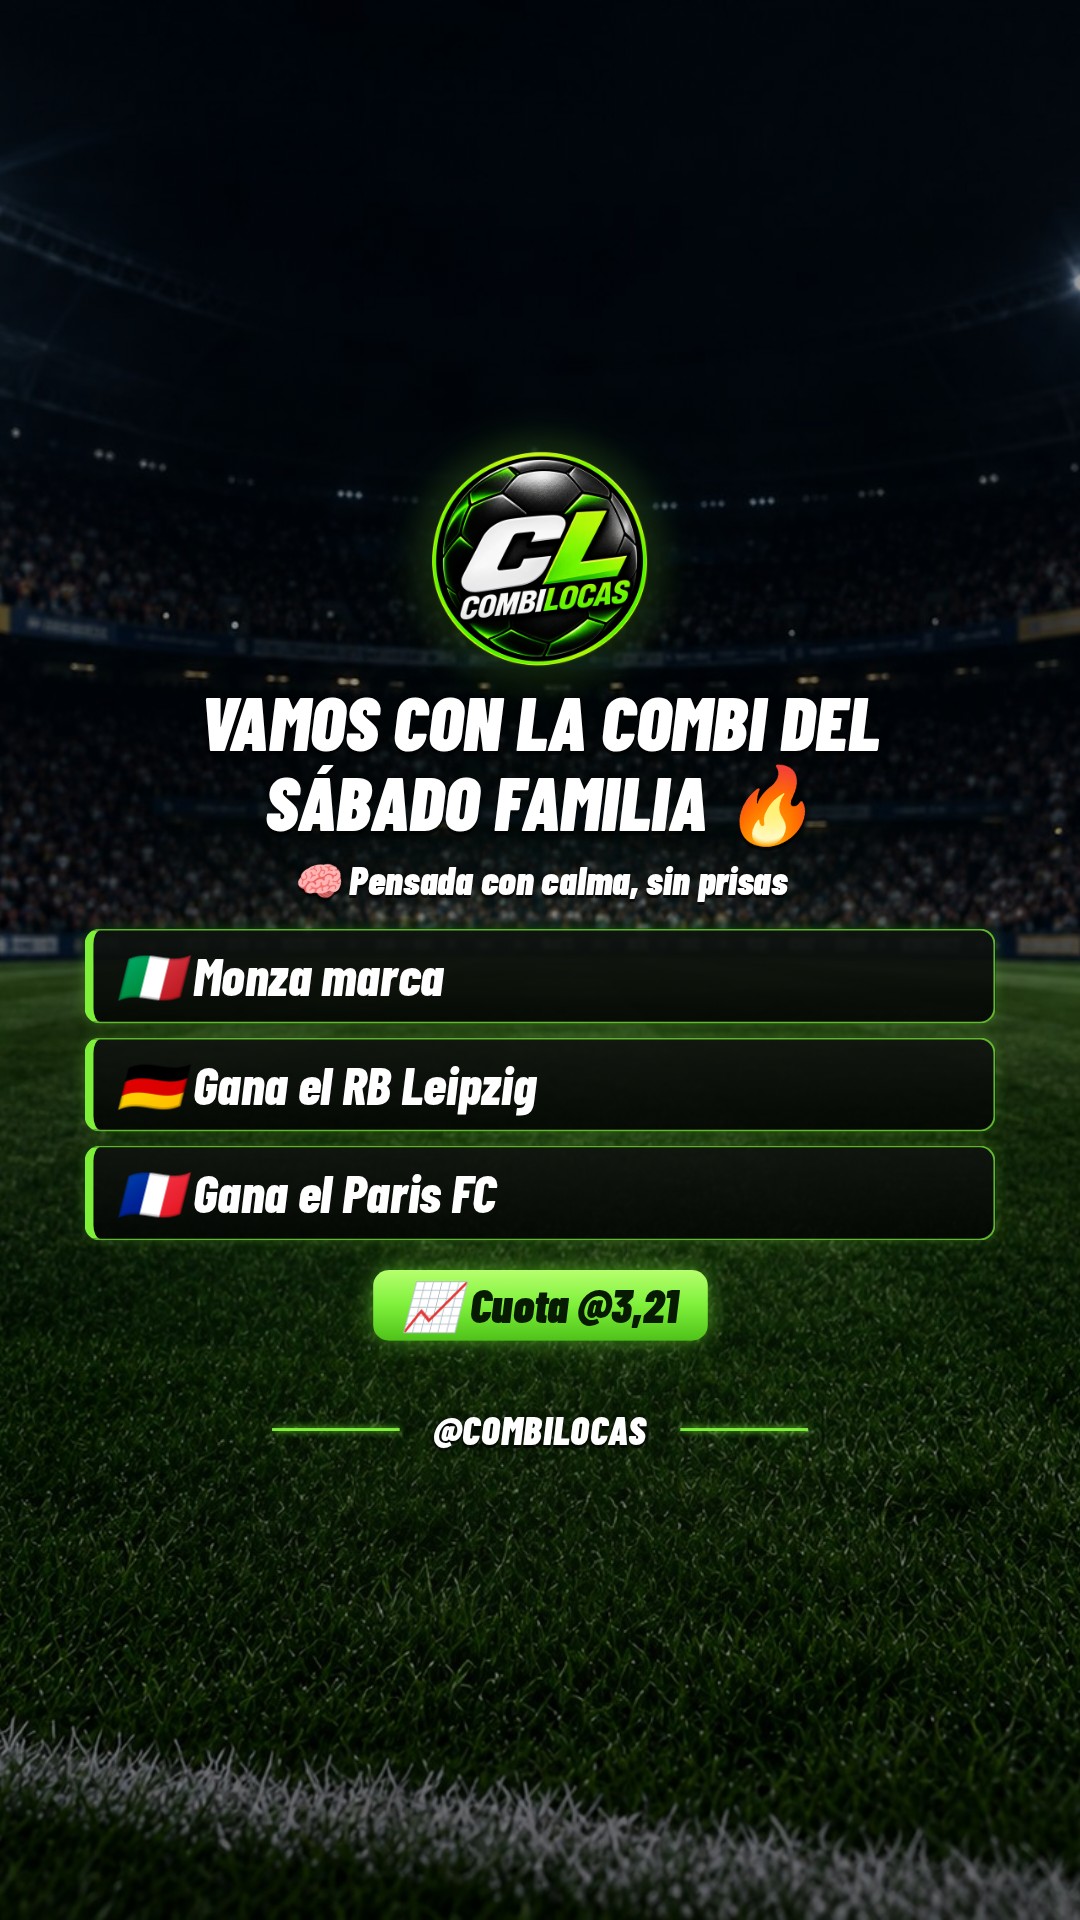 CL
COMBILOCAS
VAMOS CON LA COMBI DEL
SÁBADO FAMILIA 🔥
🧠 Pensada con calma, sin prisas
🇮🇹 Monza marca
🇩🇪 Gana el RB Leipzig
🇫🇷 Gana el Paris FC
📈 Cuota @3,21
@COMBILOCAS